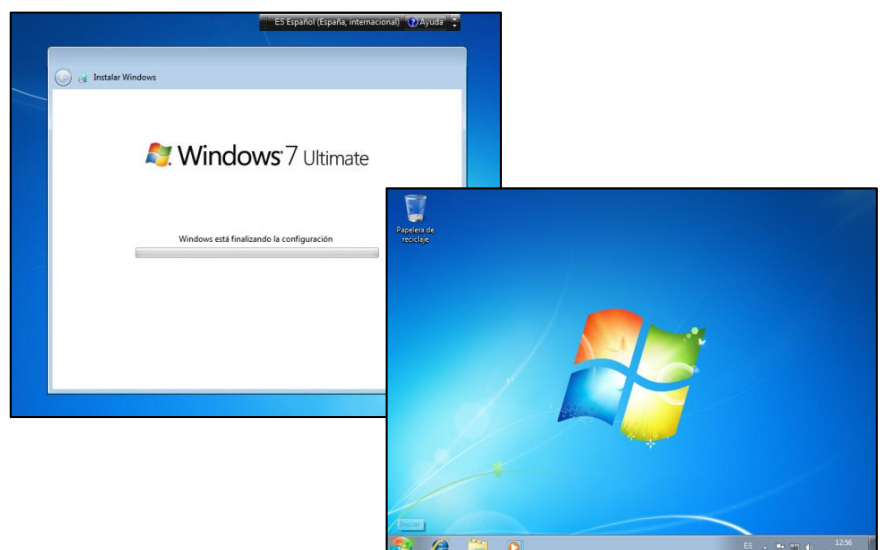 ES Español (España, internacional) Ayuda
Instalar Windows
Windows 7 Ultimate
Windows está finalizando la configuración
Papelera de
reciclaje
Iniciar
ES 12:56